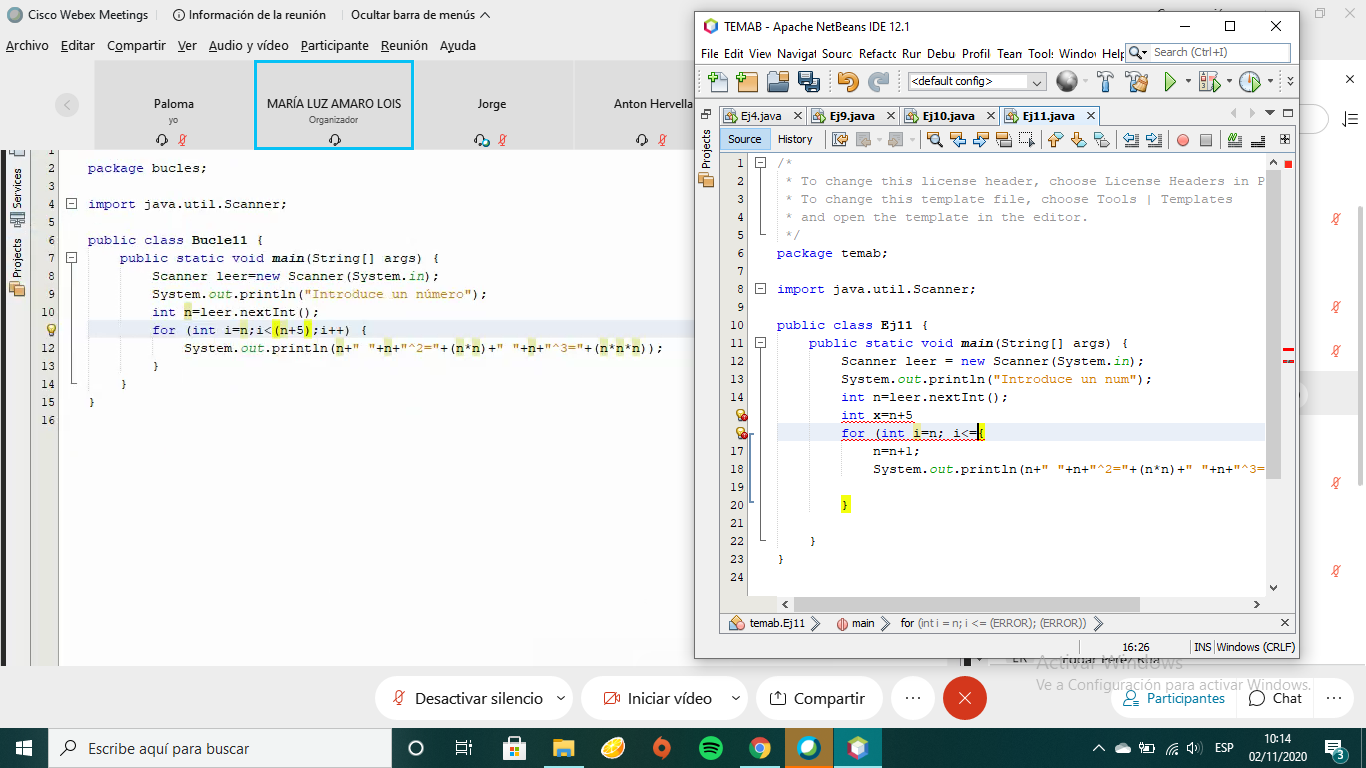 Cisco Webex Meetings
Información de la reunión
Ocultar barra de menús
Archivo Editar Compartir Ver Audio y vídeo Participante Reunión Ayuda
Paloma
yo
MARÍA LUZ AMARO LOIS
Organizador
Jorge
Anton Hervella
Services
Projects
1
2 package bucles;
3
4 import java.util.Scanner;
5
6 public class Bucle11 {
7 public static void main(String[] args) {
8 Scanner leer=new Scanner(System.in);
9 System.out.println("Introduce un número");
10 int n=leer.nextInt();
for (int i=n;i<(n+5);i++) {
12 System.out.println(n+" "+n+"^2="+(n*n)+" "+n+"^3="+(n*n*n));
13 }
14 }
15 }
16
TEMAB - Apache NetBeans IDE 12.1
File Edit View Navigat Sourc Refacto Run Debu Profil Tean Tools Windov Help
Search (Ctrl+I)
<default config>
Ej4.java Ej9.java Ej10.java Ej11.java
Projects
Source History
1 /*
2 * To change this license header, choose License Headers in P
3 * To change this template file, choose Tools | Templates
4 * and open the template in the editor.
5 */
6 package temab;
7
8 import java.util.Scanner;
9
10 public class Ej11 {
11 public static void main(String[] args) {
12 Scanner leer = new Scanner(System.in);
13 System.out.println("Introduce un num");
14 int n=leer.nextInt();
int x=n+5
for (int i=n; i<={
17 n=n+1;
18 System.out.println(n+" "+n+"^2="+(n*n)+" "+n+"^3=
19
20 }
21
22 }
23 }
24
temab.Ej11 main for (int i = n; i <= (ERROR); (ERROR))
16:26 INS Windows (CRLF)
Activar Windows
Ve a Configuración para activar Windows.
Desactivar silencio
Iniciar vídeo
Compartir
Participantes
Chat
Escribe aquí para buscar
ESP
10:14
02/11/2020
3